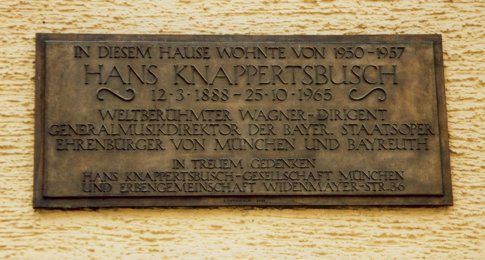 IN DIESEM HAUSE WOHNTE VON 1950-1957
HANS KNAPPERTSBUSCH
12·3·1888-25·10·1965
WELTBERÜHMTER WAGNER-DIRIGENT
GENERALMUSIKDIREKTOR DER BAYER. STAATSOPER
EHRENBÜRGER VON MÜNCHEN UND BAYREUTH
IN TREUEM GEDENKEN
HANS KNAPPERTSBUSCH-GESELLSCHAFT MÜNCHEN
UND ERBENGEMEINSCHAFT WIDENMAYER-STR.36